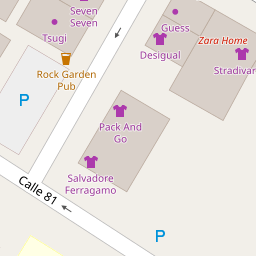 Seven
Seven
Guess
Tsugi
Zara Home
Desigual
Rock Garden
Pub
Stradivar
P
Pack And
Go
Salvadore
Ferragamo
Calle 81
P